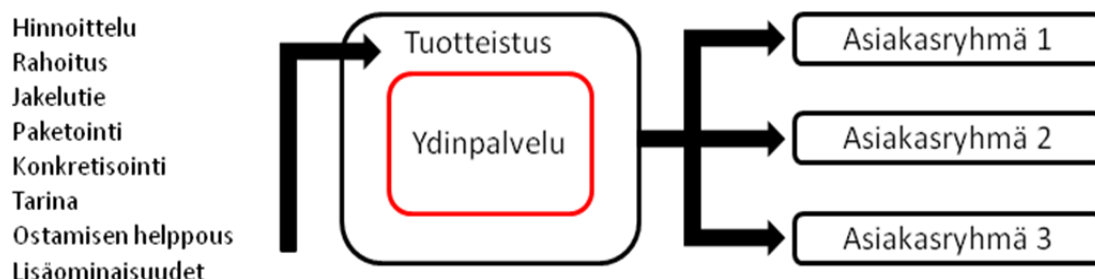 Hinnoittelu
Rahoitus
Jakelutie
Paketointi
Konkretisointi
Tarina
Ostamisen helppous
Lisäominaisuudet
Tuotteistus
Ydinpalvelu
Asiakasryhmä 1
Asiakasryhmä 2
Asiakasryhmä 3